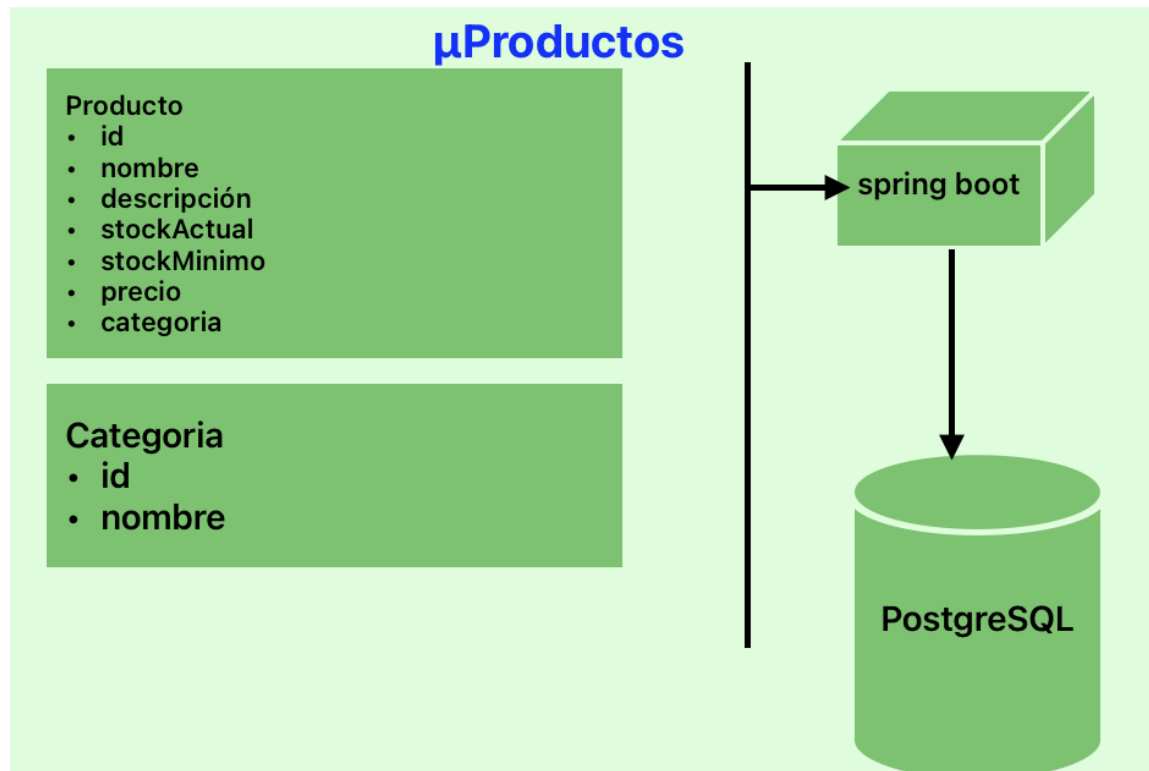 µProductos
Producto
• id
• nombre
• descripción
• stockActual
• stockMinimo
• precio
• categoria
Categoria
• id
• nombre
spring boot
PostgreSQL